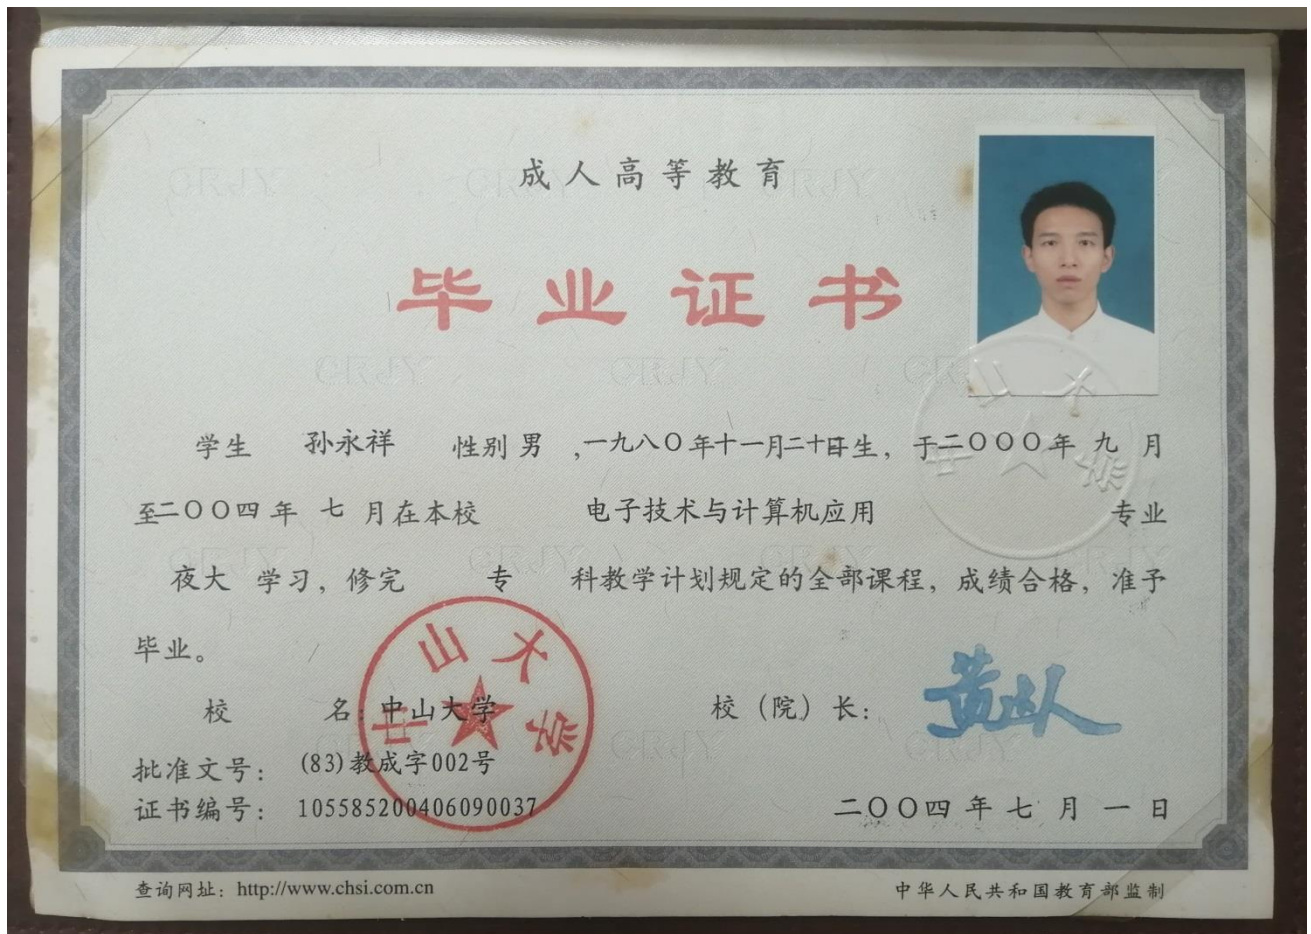 成人高等教育
毕业证书
学生 孙永祥 性别 男 ,一九八〇年十一月二十日生，于二〇〇〇年 九 月
至二〇〇四年 七 月在本校 电子技术与计算机应用 专业
夜大 学习，修完 专 科教学计划规定的全部课程，成绩合格，准予
毕业。
校 名：中山大学 校（院）长：黄达人
批准文号：(83)教成字002号
证书编号：105585200406090037 二〇〇四年七月一日
中山大学
查询网址：http://www.chsi.com.cn 中华人民共和国教育部监制